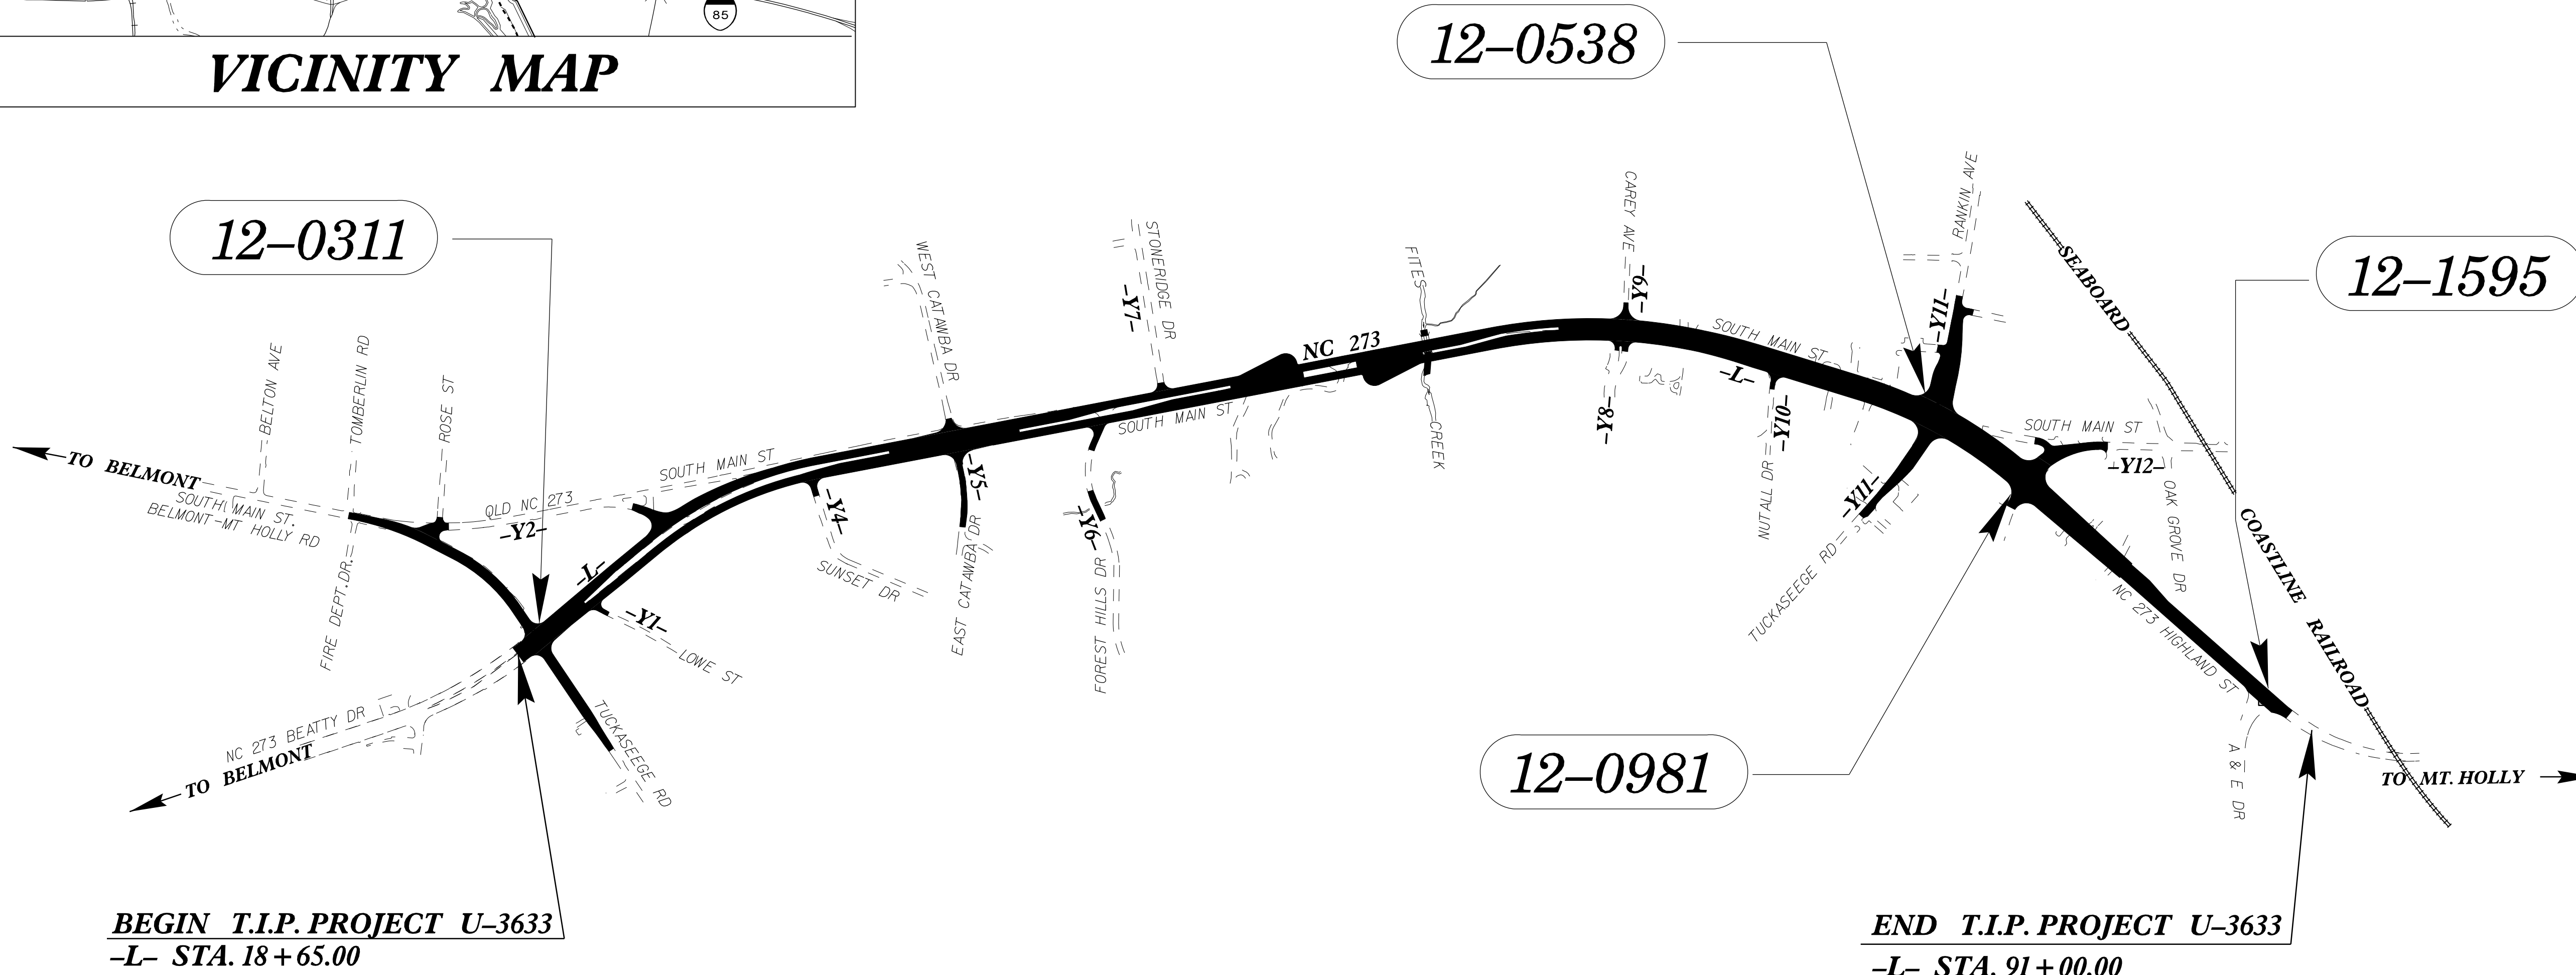 85
VICINITY MAP
12-0538
12-0311
12-1595
12-0981
SEABOARD COASTLINE RAILROAD
BELTON AVE
TOMBERLIN RD
ROSE ST
WEST CATAWBA DR
STONERIDGE DR
-Y7-
NC 273
FITES CREEK
CAREY AVE
-Y9-
SOUTH MAIN ST
-L-
RANKIN AVE
-Y11-
TO BELMONT
SOUTH MAIN ST.
BELMONT-MT HOLLY RD
FIRE DEPT.DR.
OLD NC 273
-Y2-
SOUTH MAIN ST
-L-
-Y1-
LOWE ST
-Y4-
SUNSET DR
-Y5-
EAST CATAWBA DR
SOUTH MAIN ST
-Y6-
FOREST HILLS DR
-Y8-
-Y10-
NUTALL DR
-Y11-
TUCKASEEGE RD
SOUTH MAIN ST
-Y12-
OAK GROVE DR
NC 273 HIGHLAND ST
A & E DR
TO MT. HOLLY
NC 273 BEATTY DR
TO BELMONT
TUCKASEEGE RD
BEGIN T.I.P. PROJECT U-3633
-L- STA. 18+65.00
END T.I.P. PROJECT U-3633
-L- STA. 91+00.00